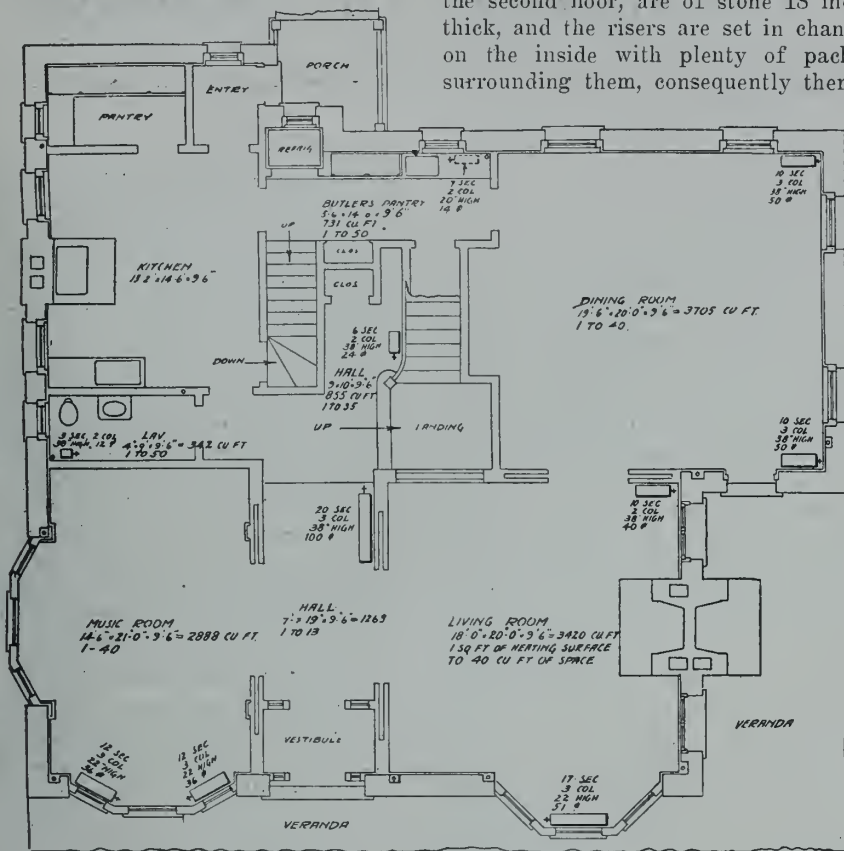 the second floor, are of stone 18
thick, and the risers are set in
on the inside with plenty of
surrounding them, consequently
PORCH
ENTRY
PANTRY
REFRIG
7 SEC
2 COL
20" HIGH
14 ⌀
10 SEC
3 COL
38" HIGH
50 ⌀
BUTLERS PANTRY
5'6 × 14'0 × 9'6"
731 CU FT
1 TO 50
UP
CLOS
CLOS
KITCHEN
13'2" × 14'6" × 9'6"
DINING ROOM
19'6" × 20'0" × 9'6" = 3705 CU FT.
1 TO 40.
6 SEC
2 COL
38" HIGH
24 ⌀
DOWN
HALL
9 × 10 × 9'6"
855 CU FT
1 TO 35
UP
LANDING
3 SEC, 2 COL
38" HIGH, 12 ⌀
LAV.
4' × 9' × 9'6" = 342 CU FT
1 TO 50
10 SEC
3 COL
38" HIGH
50 ⌀
20 SEC
3 COL
38" HIGH
100 ⌀
10 SEC
2 COL
38" HIGH
40 ⌀
MUSIC ROOM
14'-6" × 21'-0" × 9'6" = 2888 CU FT.
1 - 40
HALL
7' × 19' × 9'6" = 1269
1 TO 13
LIVING ROOM
18'0" × 20'0" × 9'6" = 3420 CU FT
1 SQ FT OF HEATING SURFACE
TO 40 CU FT OF SPACE
VESTIBULE
VERANDA
12 SEC
3 COL
22 HIGH
36 ⌀
12 SEC
3 COL
22 HIGH
36 ⌀
17 SEC
3 COL
22 HIGH
51 ⌀
VERANDA